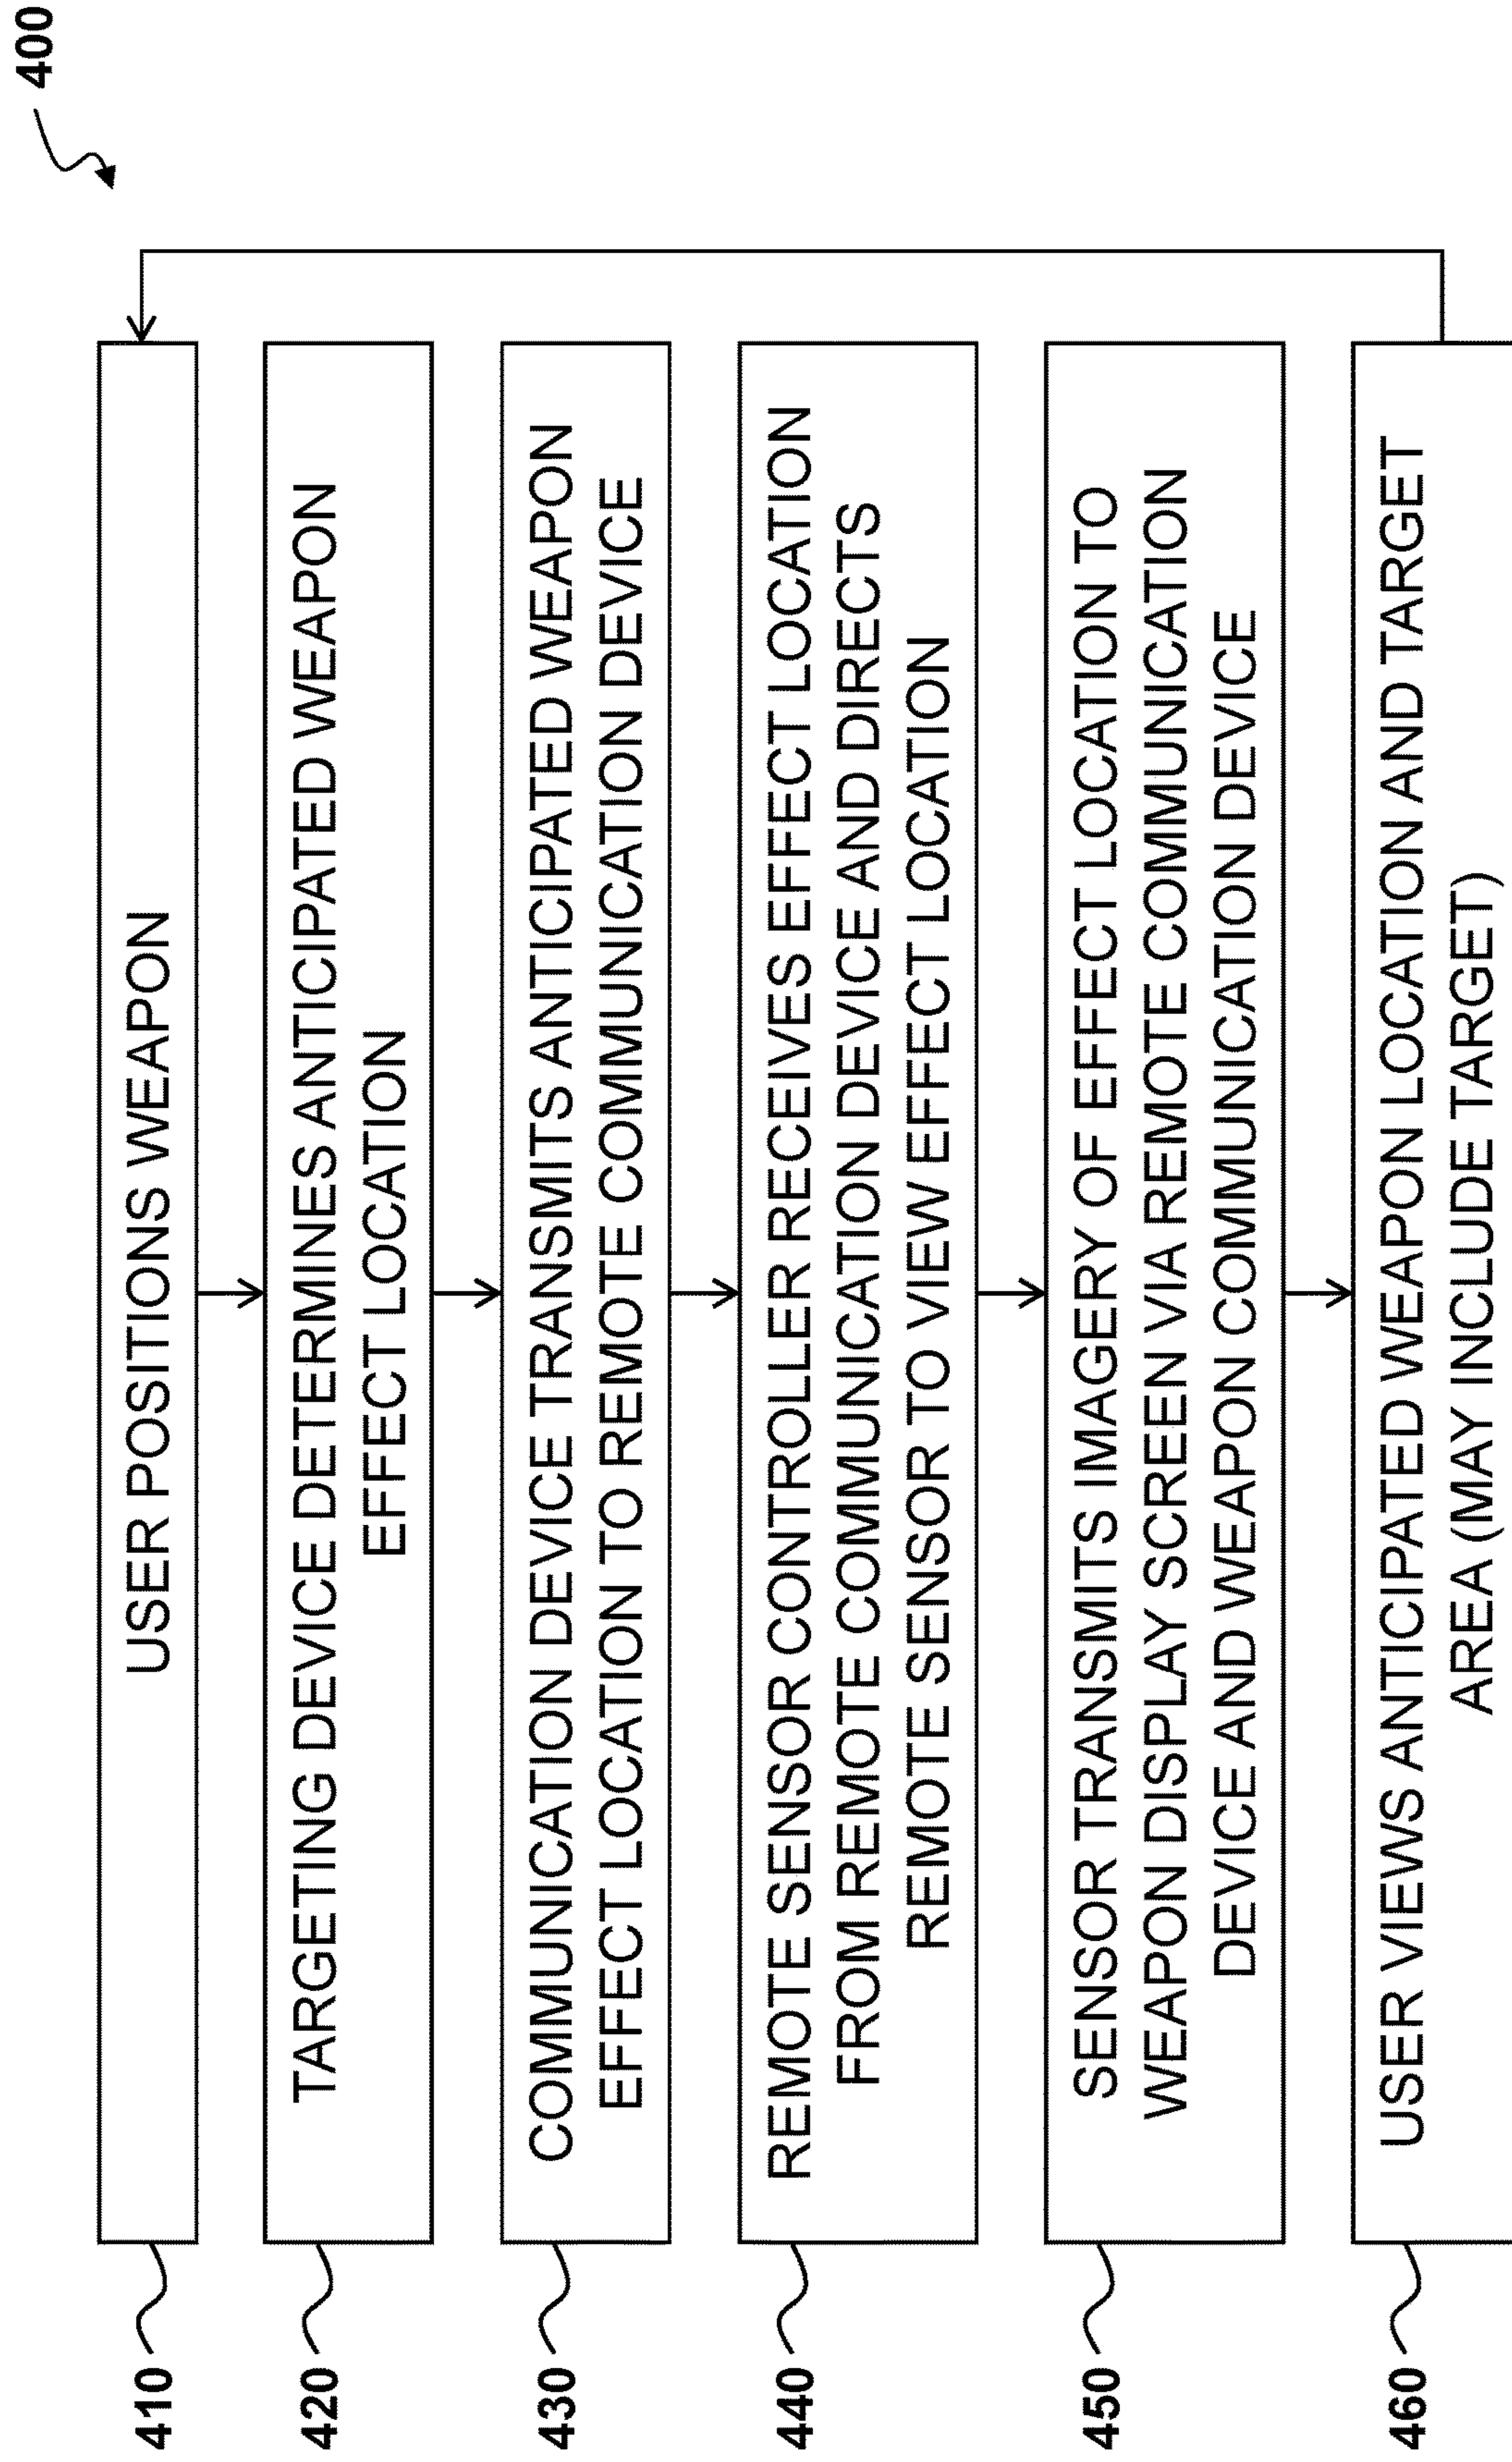 400
410
USER POSITIONS WEAPON
420
TARGETING DEVICE DETERMINES ANTICIPATED WEAPON
EFFECT LOCATION
430
COMMUNICATION DEVICE TRANSMITS ANTICIPATED WEAPON
EFFECT LOCATION TO REMOTE COMMUNICATION DEVICE
440
REMOTE SENSOR CONTROLLER RECEIVES EFFECT LOCATION
FROM REMOTE COMMUNICATION DEVICE AND DIRECTS
REMOTE SENSOR TO VIEW EFFECT LOCATION
450
SENSOR TRANSMITS IMAGERY OF EFFECT LOCATION TO
WEAPON DISPLAY SCREEN VIA REMOTE COMMUNICATION
DEVICE AND WEAPON COMMUNICATION DEVICE
460
USER VIEWS ANTICIPATED WEAPON LOCATION AND TARGET
AREA (MAY INCLUDE TARGET)